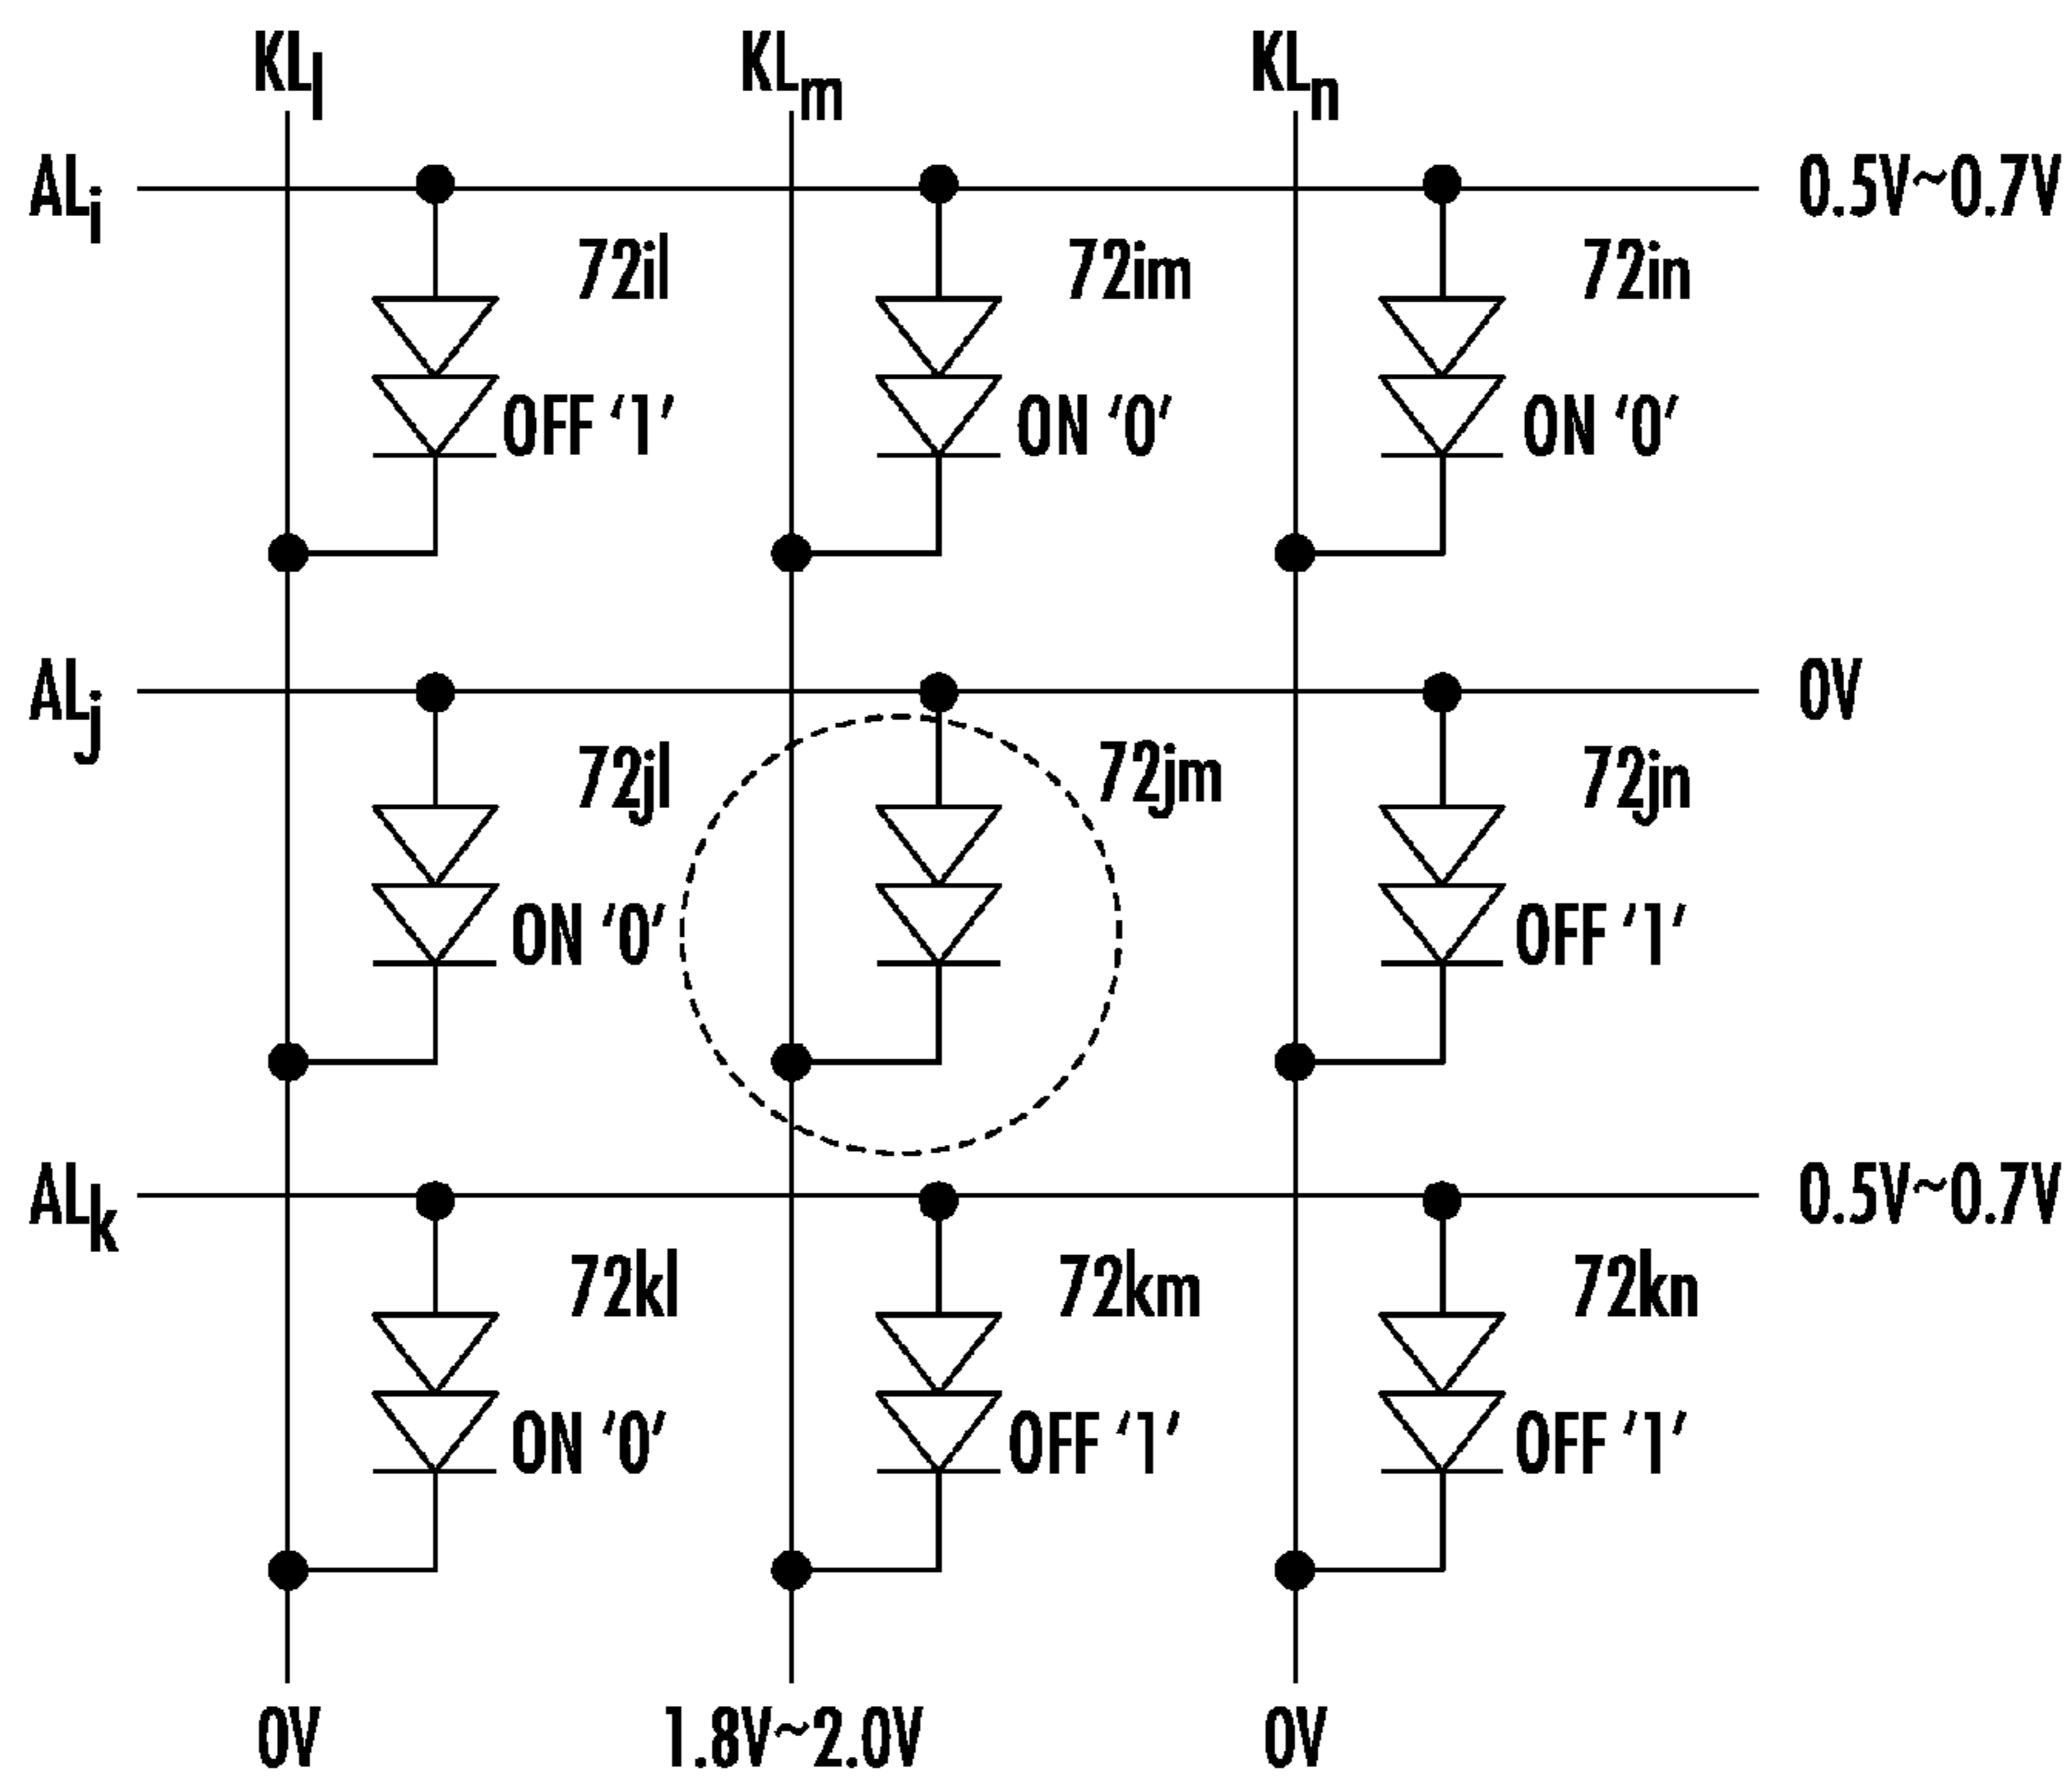 KLl KLm KLn
ALi 0.5V~0.7V
72il 72im 72in
OFF ‘1’ ON ‘0’ ON ‘0’
ALj 0V
72jl 72jm 72jn
ON ‘0’ OFF ‘1’
ALk 0.5V~0.7V
72kl 72km 72kn
ON ‘0’ OFF ‘1’ OFF ‘1’
0V 1.8V~2.0V 0V